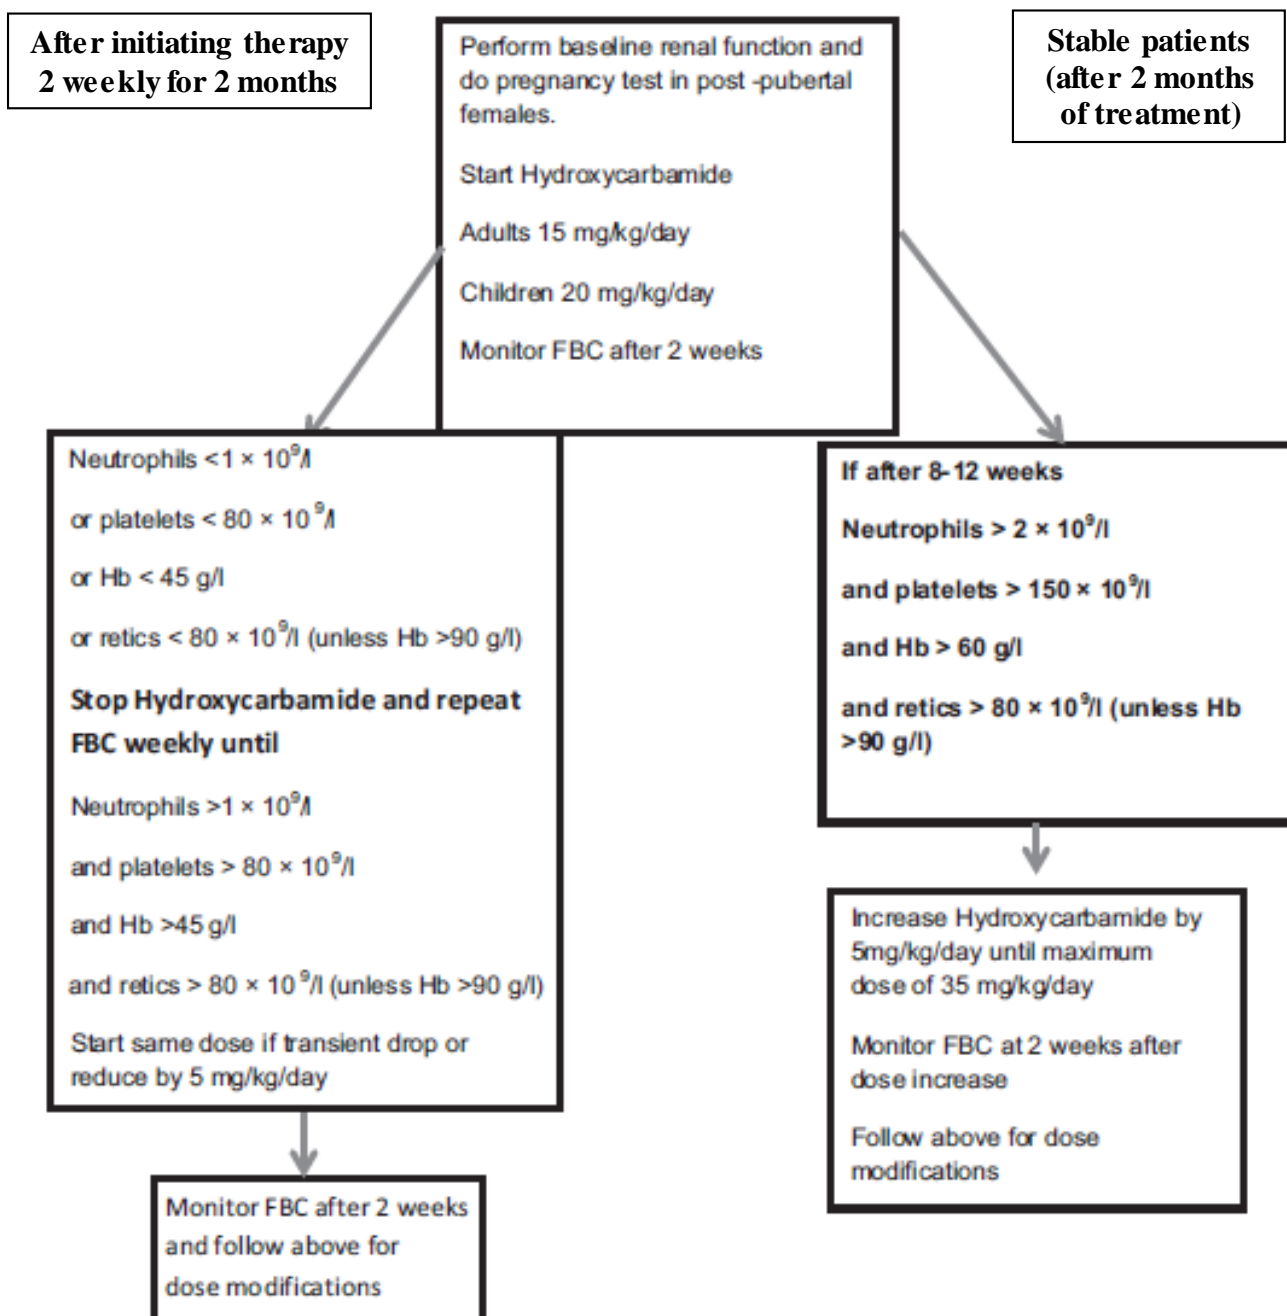 After initiating therapy
2 weekly for 2 months
Perform baseline renal function and
do pregnancy test in post -pubertal
females.
Start Hydroxycarbamide
Adults 15 mg/kg/day
Children 20 mg/kg/day
Monitor FBC after 2 weeks
Stable patients
(after 2 months
of treatment)
Neutrophils <1 × 10⁹/l
or platelets < 80 × 10⁹/l
or Hb < 45 g/l
or retics < 80 × 10⁹/l (unless Hb >90 g/l)
Stop Hydroxycarbamide and repeat
FBC weekly until
Neutrophils >1 × 10⁹/l
and platelets > 80 × 10⁹/l
and Hb >45 g/l
and retics > 80 × 10⁹/l (unless Hb >90 g/l)
Start same dose if transient drop or
reduce by 5 mg/kg/day
Monitor FBC after 2 weeks
and follow above for
dose modifications
If after 8-12 weeks
Neutrophils > 2 × 10⁹/l
and platelets > 150 × 10⁹/l
and Hb > 60 g/l
and retics > 80 × 10⁹/l (unless Hb
>90 g/l)
Increase Hydroxycarbamide by
5mg/kg/day until maximum
dose of 35 mg/kg/day
Monitor FBC at 2 weeks after
dose increase
Follow above for dose
modifications